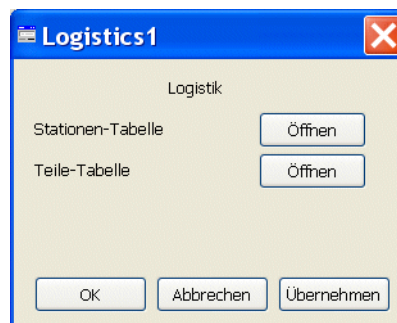 Logistics1
Logistik
Stationen-Tabelle Öffnen
Teile-Tabelle Öffnen
OK Abbrechen Übernehmen